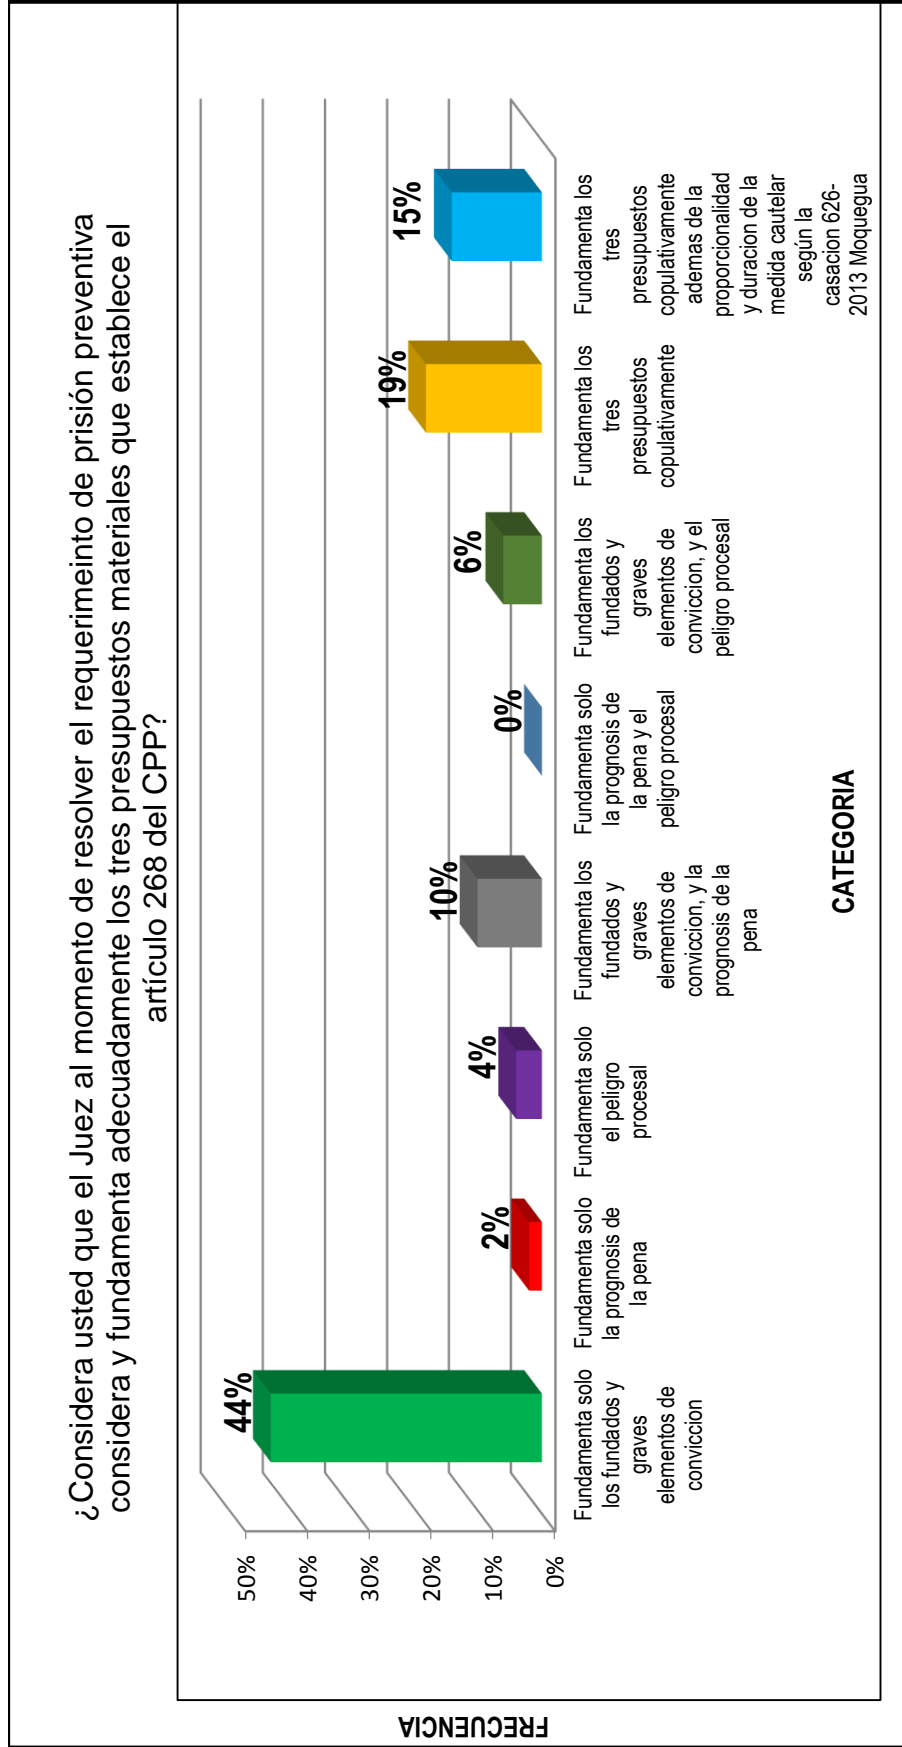 ¿Considera usted que el Juez al momento de resolver el requerimeinto de prisión preventiva
considera y fundamenta adecuadamente los tres presupuestos materiales que establece el
artículo 268 del CPP?
FRECUENCIA
50%
40%
30%
20%
10%
0%
44%
2%
4%
10%
0%
6%
19%
15%
Fundamenta solo
los fundados y
graves
elementos de
conviccion
Fundamenta solo
la prognosis de
la pena
Fundamenta solo
el peligro
procesal
Fundamenta los
fundados y
graves
elementos de
conviccion, y la
prognosis de la
pena
Fundamenta solo
la prognosis de
la pena y el
peligro procesal
Fundamenta los
fundados y
graves
elementos de
conviccion, y el
peligro procesal
Fundamenta los
tres
presupuestos
copulativamente
Fundamenta los
tres
presupuestos
copulativamente
ademas de la
proporcionalidad
y duracion de la
medida cautelar
según la
casacion 626-
2013 Moquegua
CATEGORIA